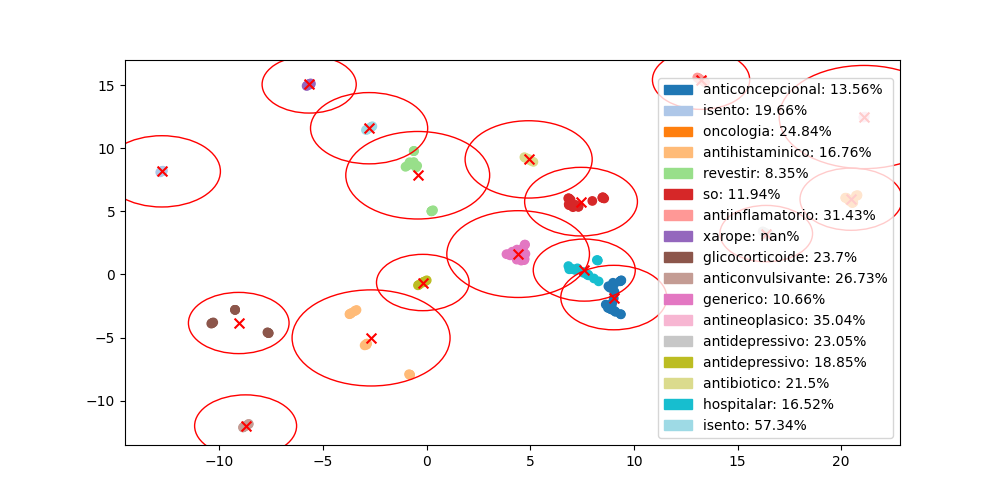 15
10
5
0
−5
−10
−10
−5
0
5
10
15
20
anticoncepcional: 13.56%
isento: 19.66%
oncologia: 24.84%
antihistaminico: 16.76%
revestir: 8.35%
so: 11.94%
antiinflamatorio: 31.43%
xarope: nan%
glicocorticoide: 23.7%
anticonvulsivante: 26.73%
generico: 10.66%
antineoplasico: 35.04%
antidepressivo: 23.05%
antidepressivo: 18.85%
antibiotico: 21.5%
hospitalar: 16.52%
isento: 57.34%